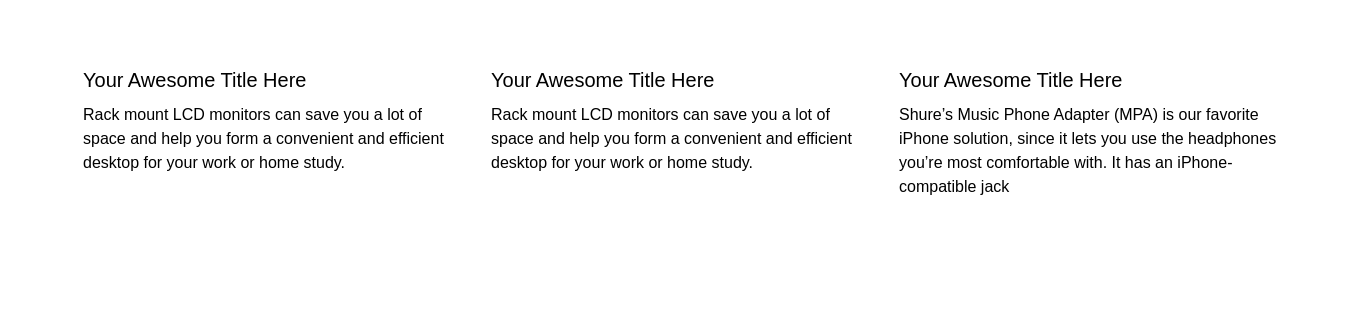 Your Awesome Title Here
Rack mount LCD monitors can save you a lot of
space and help you form a convenient and efficient
desktop for your work or home study.
Your Awesome Title Here
Rack mount LCD monitors can save you a lot of
space and help you form a convenient and efficient
desktop for your work or home study.
Your Awesome Title Here
Shure’s Music Phone Adapter (MPA) is our favorite
iPhone solution, since it lets you use the headphones
you’re most comfortable with. It has an iPhone-
compatible jack